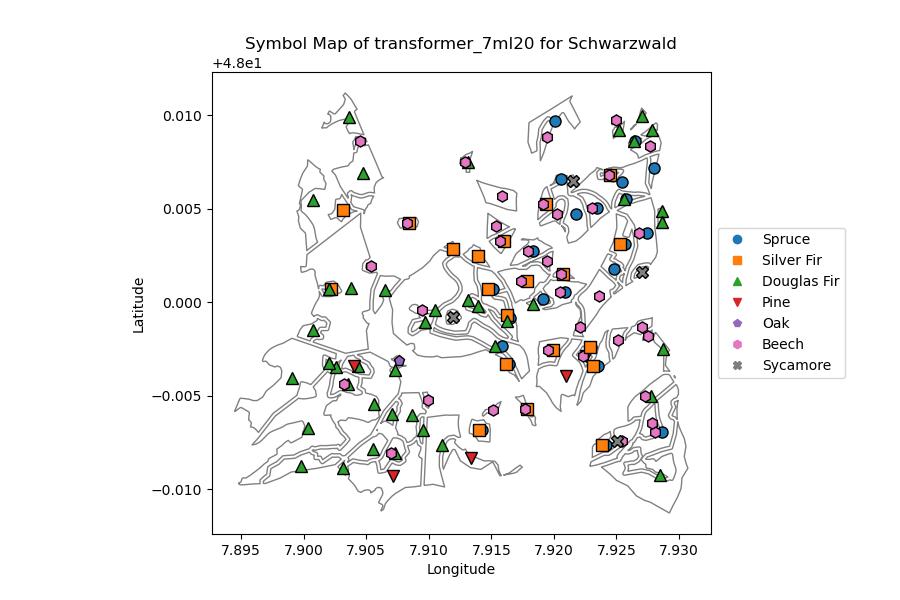 Symbol Map of transformer_7ml20 for Schwarzwald
+4.8e1
0.010
0.005
0.000
−0.005
−0.010
Latitude
7.895 7.900 7.905 7.910 7.915 7.920 7.925 7.930
Longitude
Spruce
Silver Fir
Douglas Fir
Pine
Oak
Beech
Sycamore